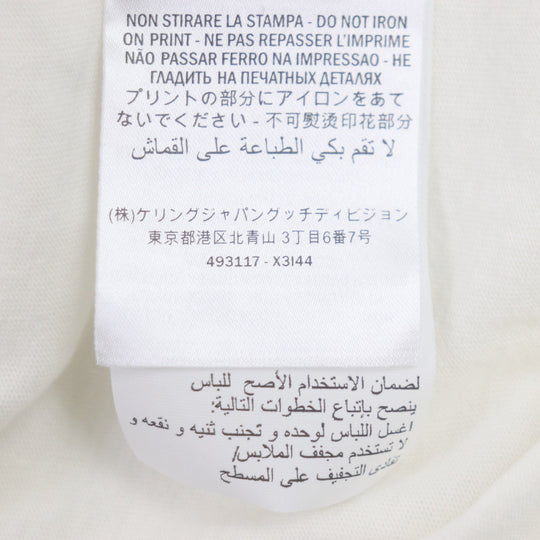 NON STIRARE LA STAMPA - DO NOT IRON
ON PRINT - NE PAS REPASSER L'IMPRIME
NÃO PASSAR FERRO NA IMPRESSAO - НЕ
ГЛАДИТЬ НА ПЕЧАТНЫХ ДЕТАЛЯХ
プリントの部分にアイロンをあて
ないでください - 不可熨烫印花部分
لا تقم بكي الطباعة على القماش
(株)ケリングジャパングッチディビジョン
東京都港区北青山 3丁目6番7号
493117 - X3I44
لضمان الاستخدام الأصح للباس
ينصح بإتباع الخطوات التالية:
اغسل اللباس لوحده و تجنب ثنيه و نقعه و
لا تستخدم مجفف الملابس/
تفادى التجفيف على المسطح